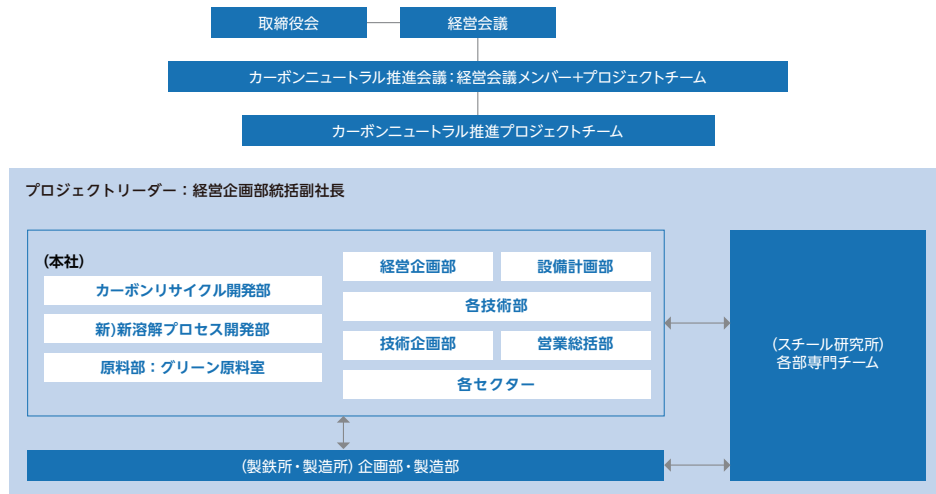 取締役会
経営会議
カーボンニュートラル推進会議：経営会議メンバー＋プロジェクトチーム
カーボンニュートラル推進プロジェクトチーム
プロジェクトリーダー：経営企画部統括副社長
(本社)
カーボンリサイクル開発部
新)新溶解プロセス開発部
原料部：グリーン原料室
経営企画部
設備計画部
各技術部
技術企画部
営業総括部
各セクター
(スチール研究所)
各部専門チーム
(製鉄所・製造所) 企画部・製造部